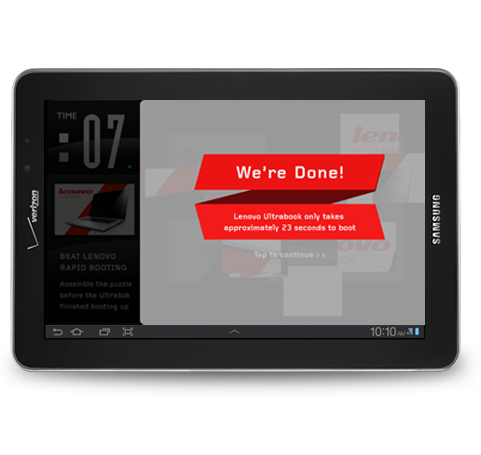 TIME
:07
lenovo
BEAT LENOVO
RAPID BOOTING
Assemble the puzzle
before the Ultrabook
finished booting up
lenovo
We're Done!
Lenovo Ultrabook only takes
approximately 23 seconds to boot
Tap to continue >>
verizon
SAMSUNG
10:10 AM